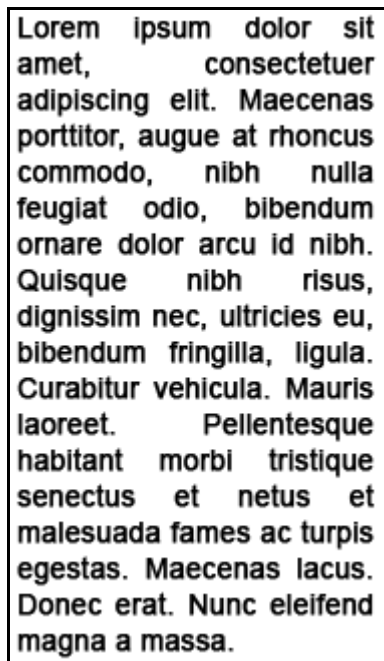 Lorem ipsum dolor sit
amet, consectetuer
adipiscing elit. Maecenas
porttitor, augue at rhoncus
commodo, nibh nulla
feugiat odio, bibendum
ornare dolor arcu id nibh.
Quisque nibh risus,
dignissim nec, ultricies eu,
bibendum fringilla, ligula.
Curabitur vehicula. Mauris
laoreet. Pellentesque
habitant morbi tristique
senectus et netus et
malesuada fames ac turpis
egestas. Maecenas lacus.
Donec erat. Nunc eleifend
magna a massa.